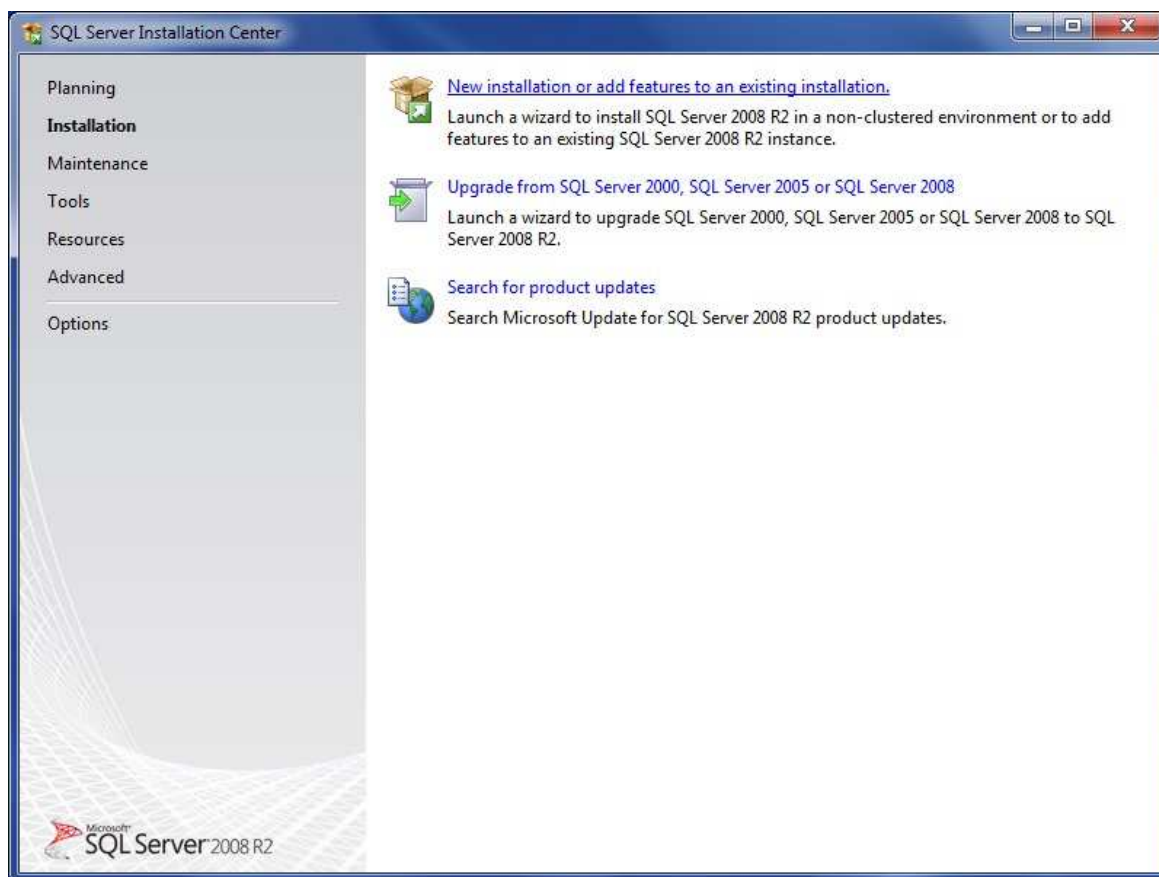 SQL Server Installation Center
Planning
Installation
Maintenance
Tools
Resources
Advanced
Options
New installation or add features to an existing installation.
Launch a wizard to install SQL Server 2008 R2 in a non-clustered environment or to add
features to an existing SQL Server 2008 R2 instance.
Upgrade from SQL Server 2000, SQL Server 2005 or SQL Server 2008
Launch a wizard to upgrade SQL Server 2000, SQL Server 2005 or SQL Server 2008 to SQL
Server 2008 R2.
Search for product updates
Search Microsoft Update for SQL Server 2008 R2 product updates.
Microsoft
SQL Server 2008 R2